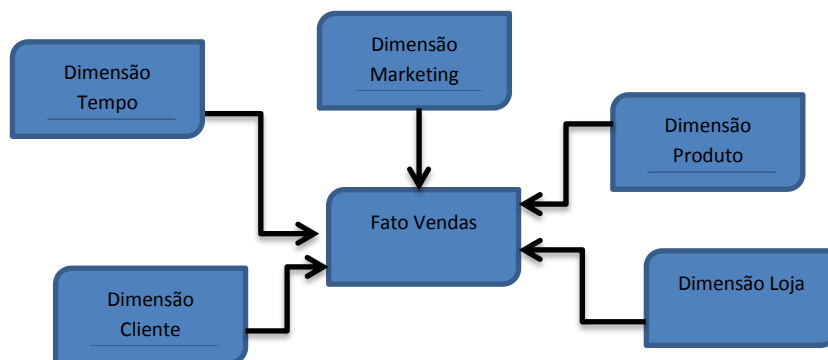 Dimensão
Tempo
Dimensão
Marketing
Dimensão
Produto
Fato Vendas
Dimensão
Cliente
Dimensão Loja